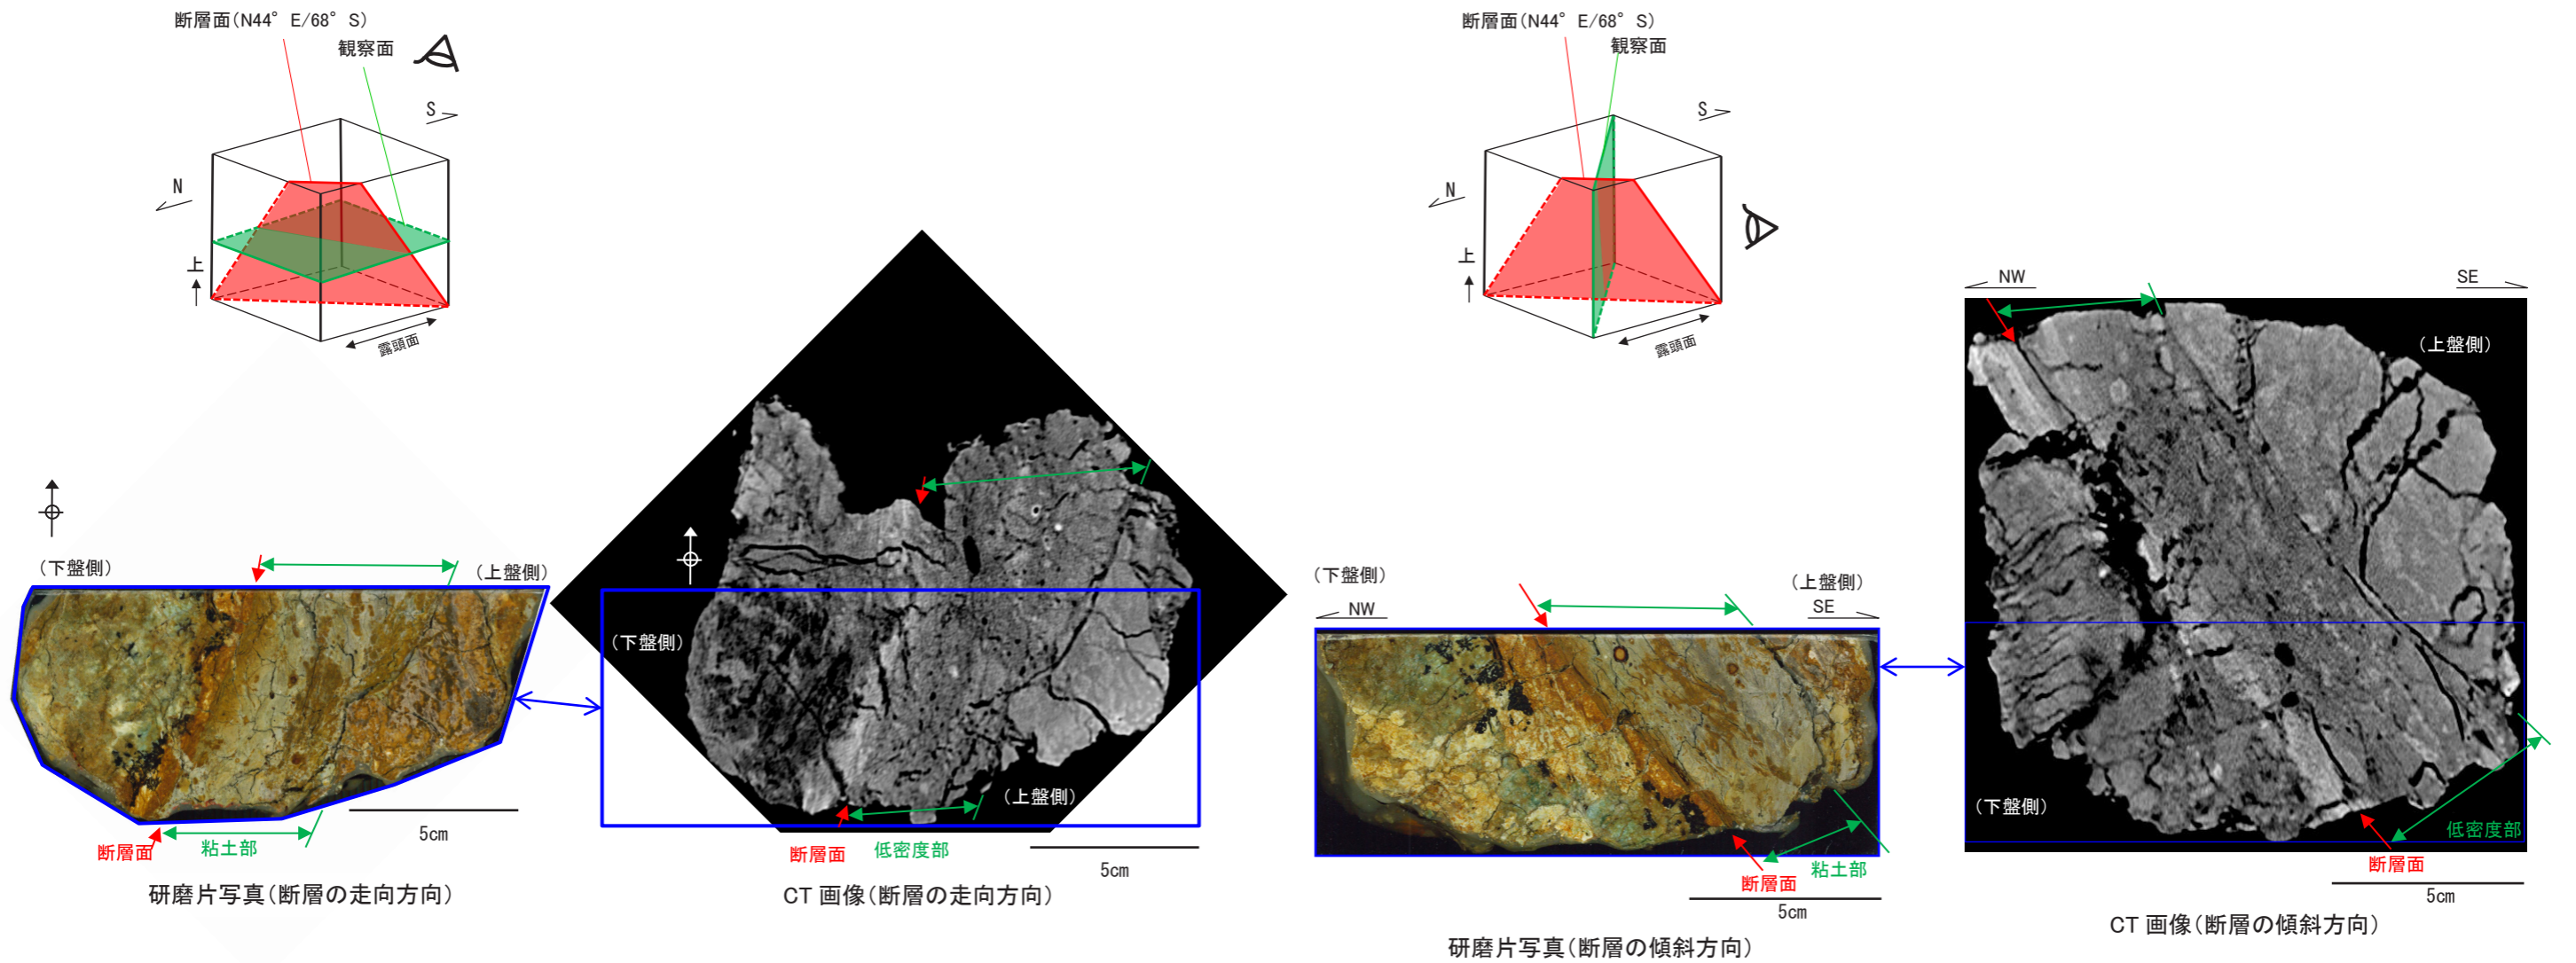 断層面(N44°E/68°S)
観察面
S
N
上
露頭面
(下盤側)
(上盤側)
断層面
粘土部
5cm
研磨片写真(断層の走向方向)
(下盤側)
(上盤側)
断層面
低密度部
5cm
CT 画像(断層の走向方向)
断層面(N44°E/68°S)
観察面
S
N
上
露頭面
(下盤側)
(上盤側)
NW
SE
断層面
粘土部
5cm
研磨片写真(断層の傾斜方向)
NW
SE
(上盤側)
(下盤側)
低密度部
断層面
5cm
CT 画像(断層の傾斜方向)